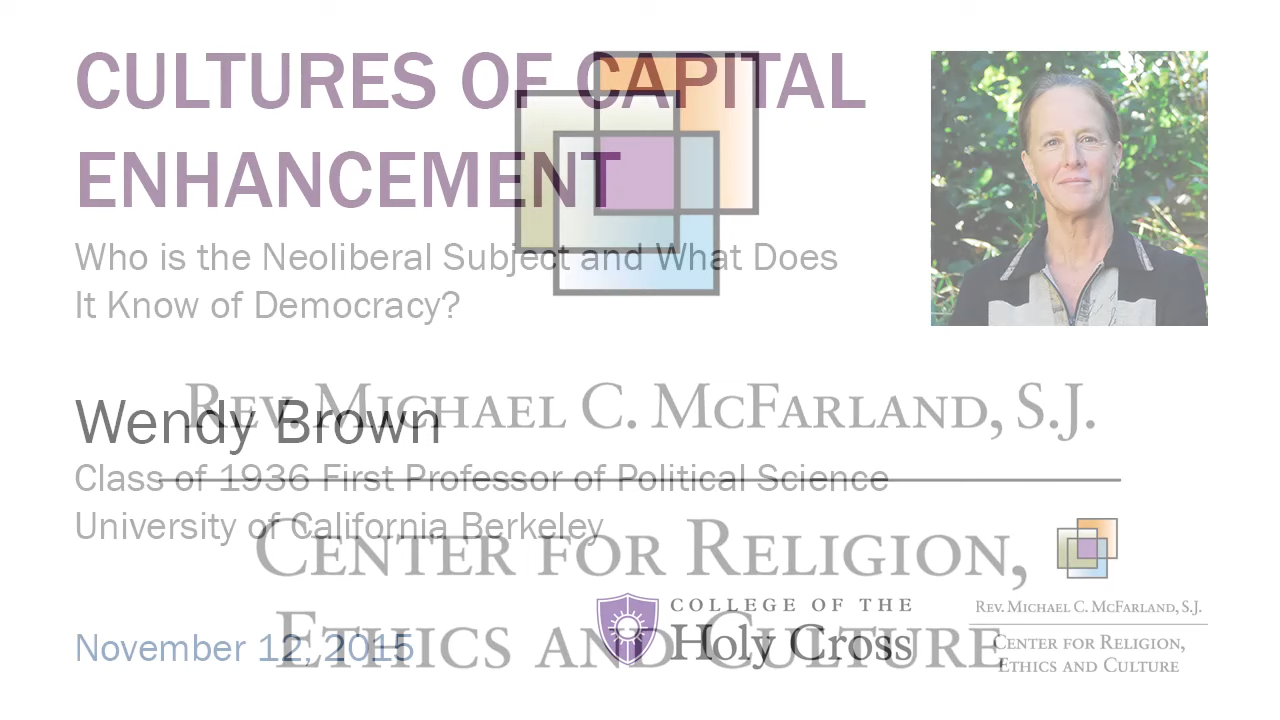 CULTURES OF CAPITAL
ENHANCEMENT
Who is the Neoliberal Subject and What Does
It Know of Democracy?
Wendy Brown
Class of 1936 First Professor of Political Science
University of California Berkeley
November 12, 2015
REV. MICHAEL C. MCFARLAND, S.J.
CENTER FOR RELIGION,
ETHICS AND CULTURE
COLLEGE OF THE
Holy Cross
REV. MICHAEL C. MCFARLAND, S.J.
CENTER FOR RELIGION,
ETHICS AND CULTURE